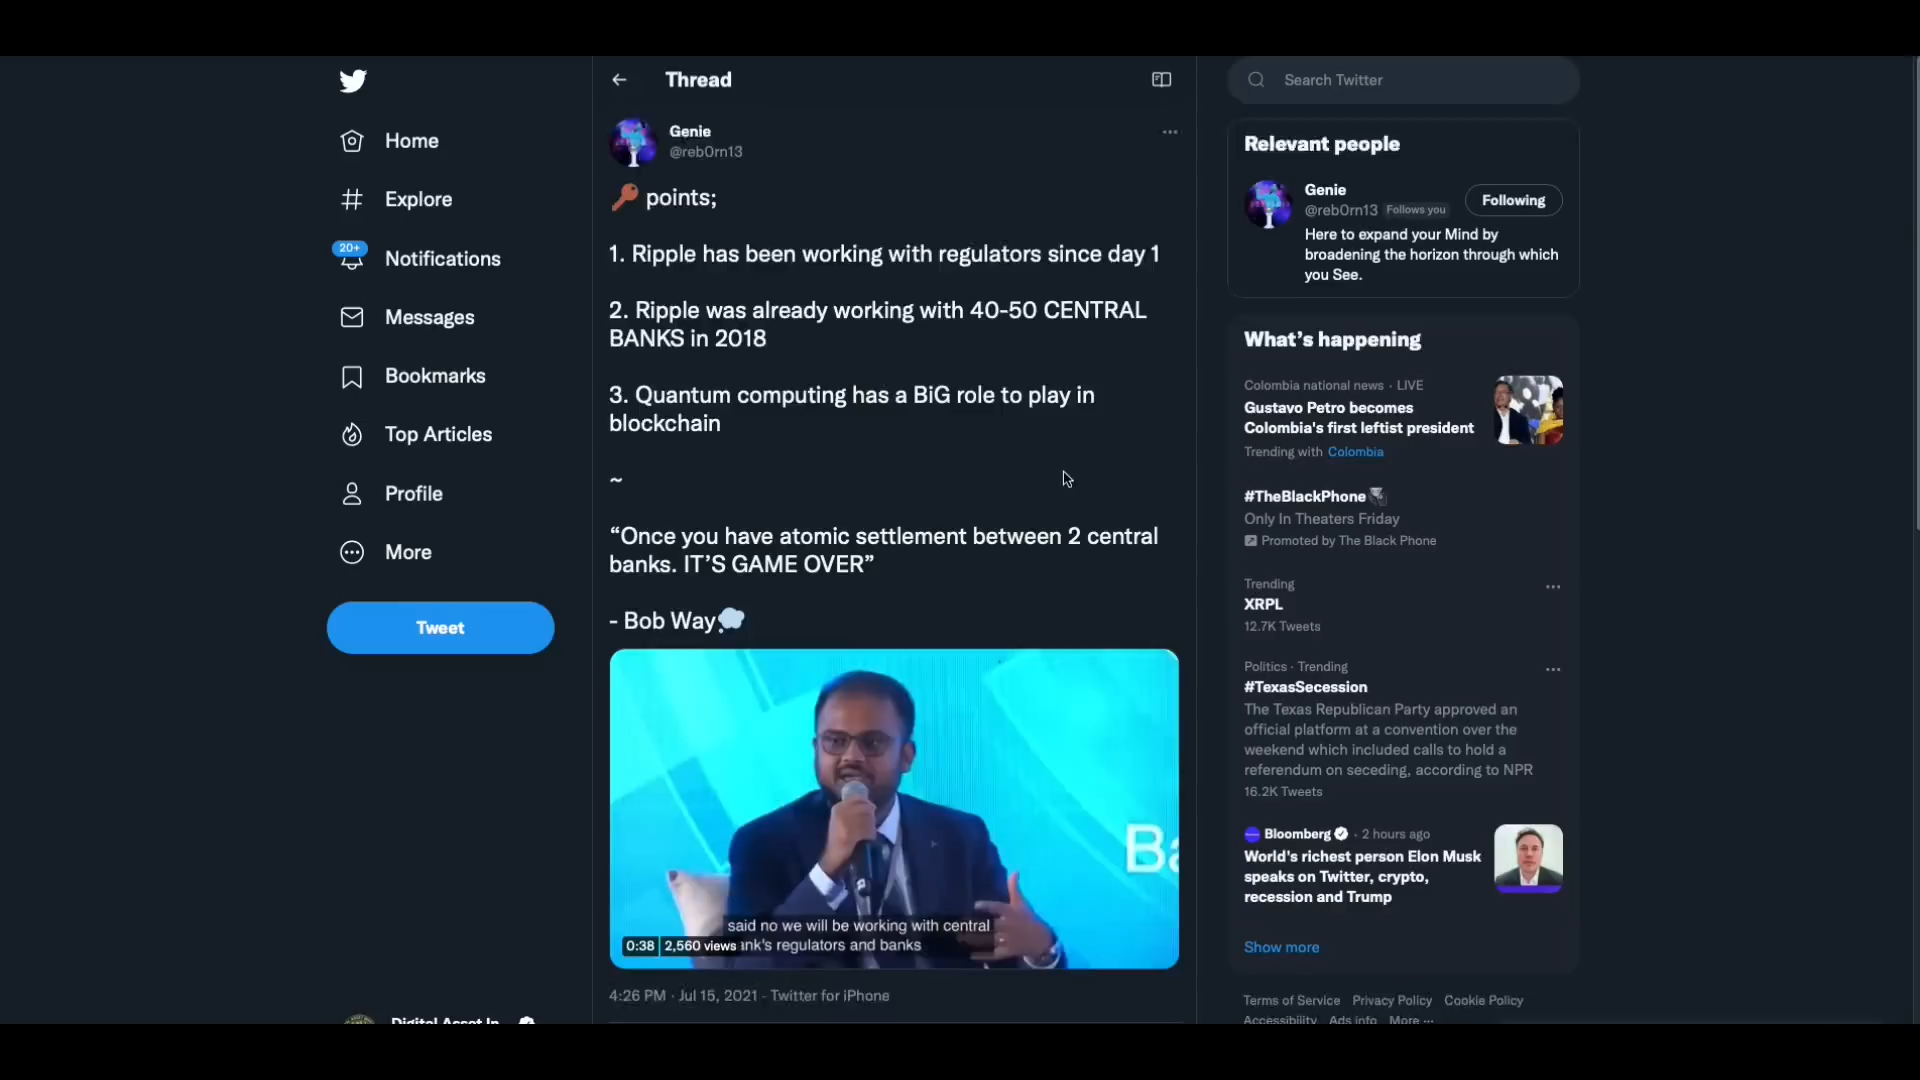 Home
Explore
20+
Notifications
Messages
Bookmarks
Top Articles
Profile
More
Tweet
Thread
Genie
@reb0rn13
points;
1. Ripple has been working with regulators since day 1
2. Ripple was already working with 40-50 CENTRAL
BANKS in 2018
3. Quantum computing has a BiG role to play in
blockchain
~
“Once you have atomic settlement between 2 central
banks. IT’S GAME OVER”
- Bob Way
Ba
said no we will be working with central
0:38 2,560 views nk's regulators and banks
4:26 PM · Jul 15, 2021 · Twitter for iPhone
Search Twitter
Relevant people
Genie
@reb0rn13 Follows you
Following
Here to expand your Mind by
broadening the horizon through which
you See.
What’s happening
Colombia national news · LIVE
Gustavo Petro becomes
Colombia's first leftist president
Trending with Colombia
#TheBlackPhone
Only In Theaters Friday
Promoted by The Black Phone
Trending
XRPL
12.7K Tweets
Politics · Trending
#TexasSecession
The Texas Republican Party approved an
official platform at a convention over the
weekend which included calls to hold a
referendum on seceding, according to NPR
16.2K Tweets
Bloomberg · 2 hours ago
World's richest person Elon Musk
speaks on Twitter, crypto,
recession and Trump
Show more
Terms of Service Privacy Policy Cookie Policy
Accessibility Ads info More ···
Digital Asset In